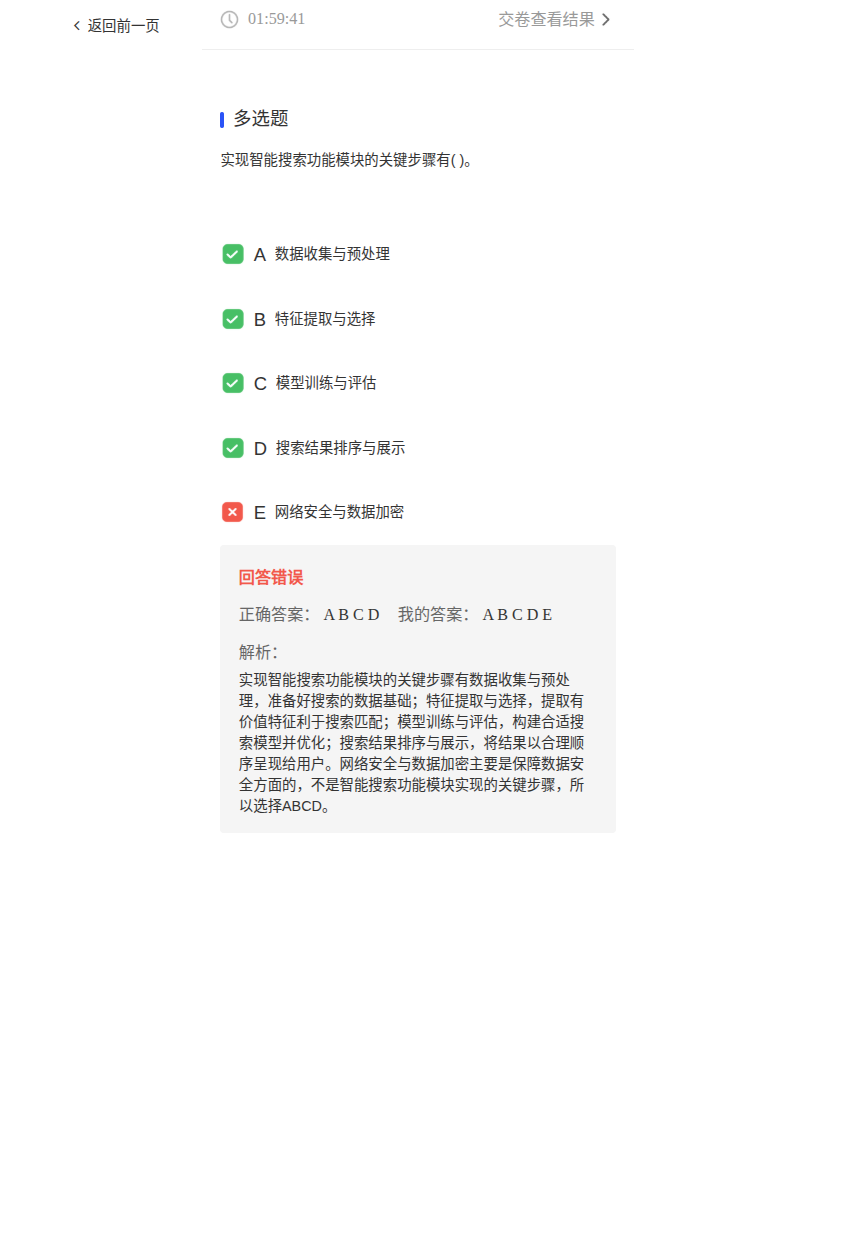 返回前一页
01:59:41
交卷查看结果
多选题
实现智能搜索功能模块的关键步骤有( )。
A 数据收集与预处理
B 特征提取与选择
C 模型训练与评估
D 搜索结果排序与展示
E 网络安全与数据加密
回答错误
正确答案： A B C D 我的答案： A B C D E
解析：
实现智能搜索功能模块的关键步骤有数据收集与预处
理，准备好搜索的数据基础；特征提取与选择，提取有
价值特征利于搜索匹配；模型训练与评估，构建合适搜
索模型并优化；搜索结果排序与展示，将结果以合理顺
序呈现给用户。网络安全与数据加密主要是保障数据安
全方面的，不是智能搜索功能模块实现的关键步骤，所
以选择ABCD。